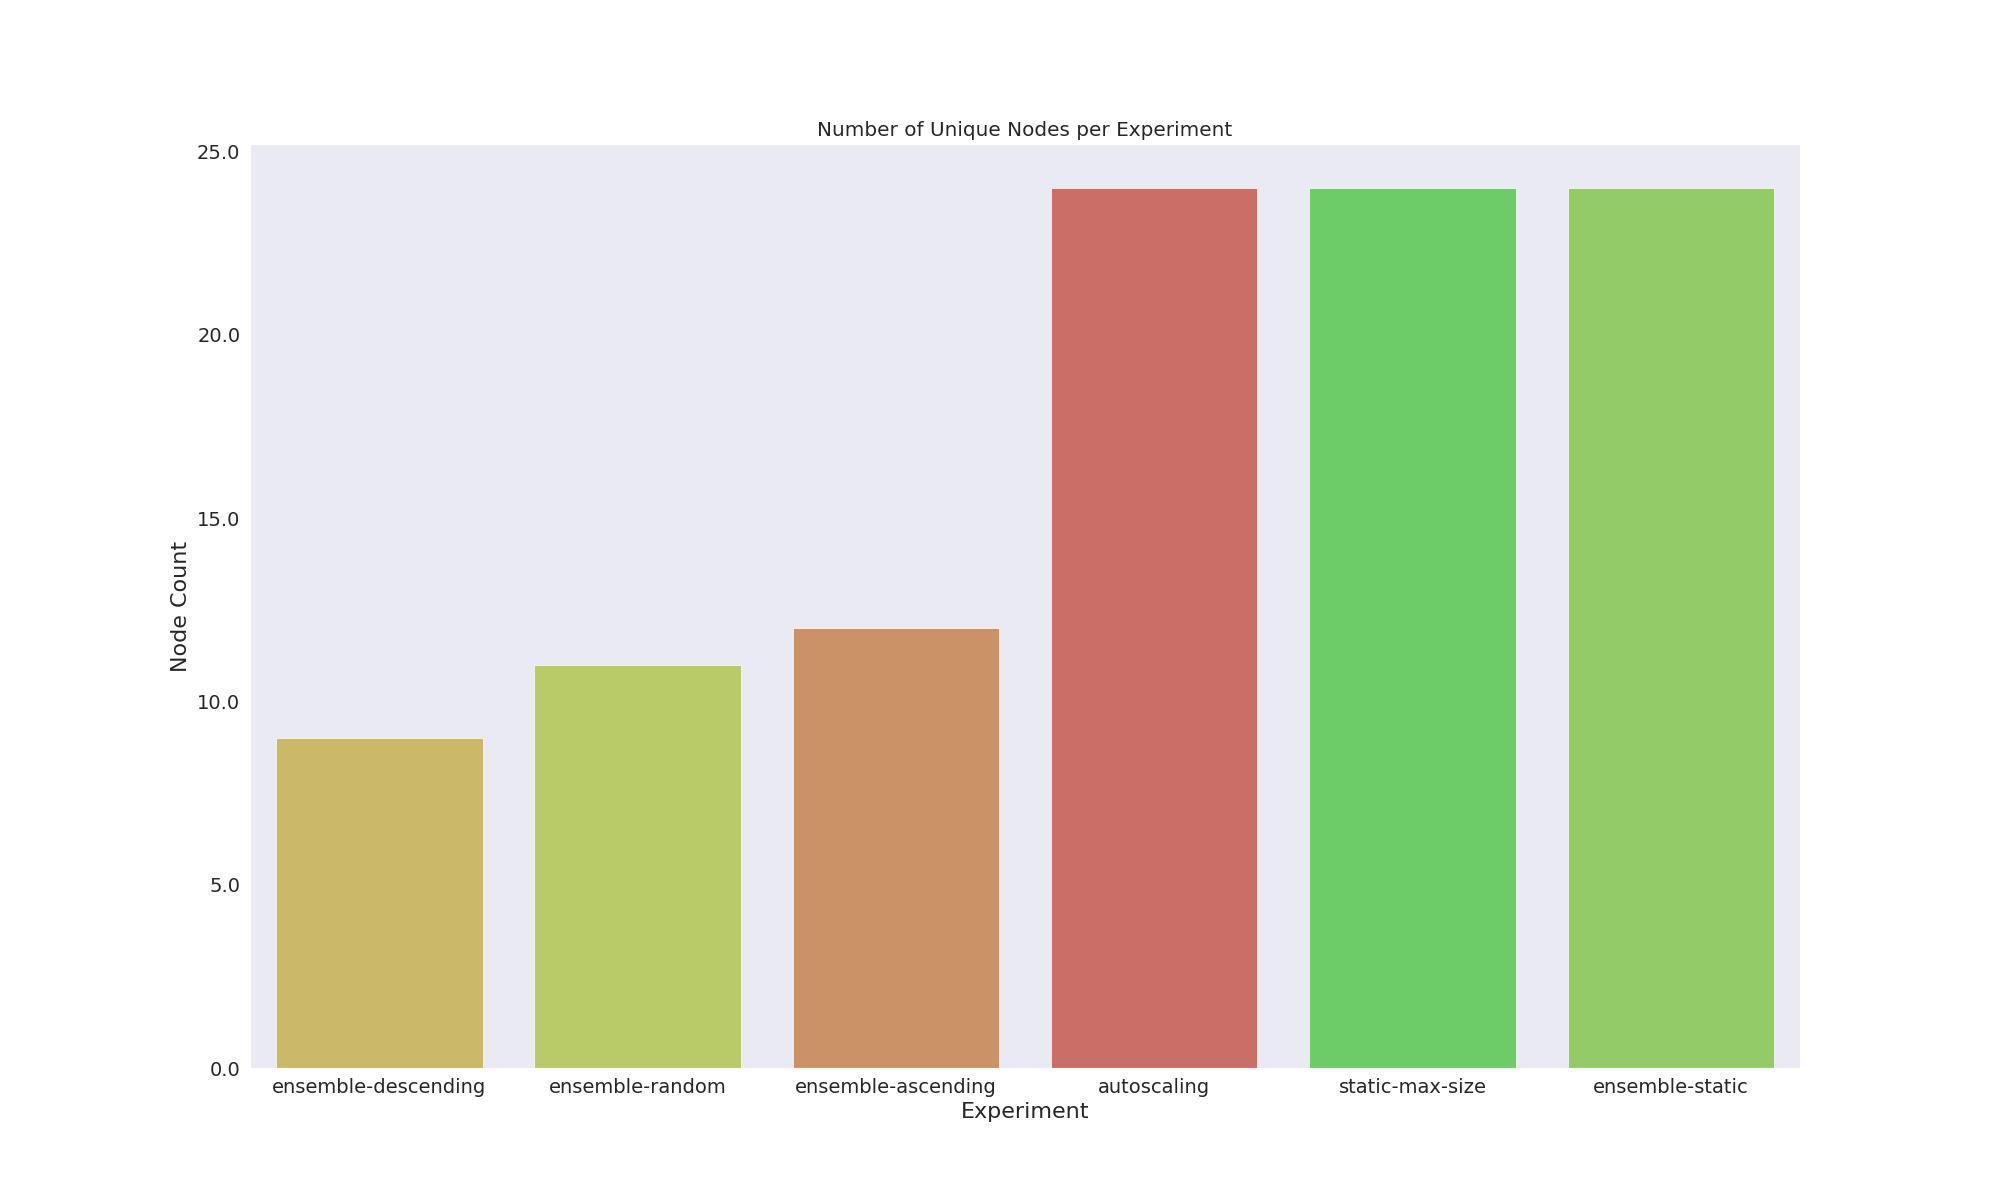 Number of Unique Nodes per Experiment
25.0
20.0
15.0
10.0
5.0
0.0
Node Count
ensemble-descending
ensemble-random
ensemble-ascending
autoscaling
static-max-size
ensemble-static
Experiment